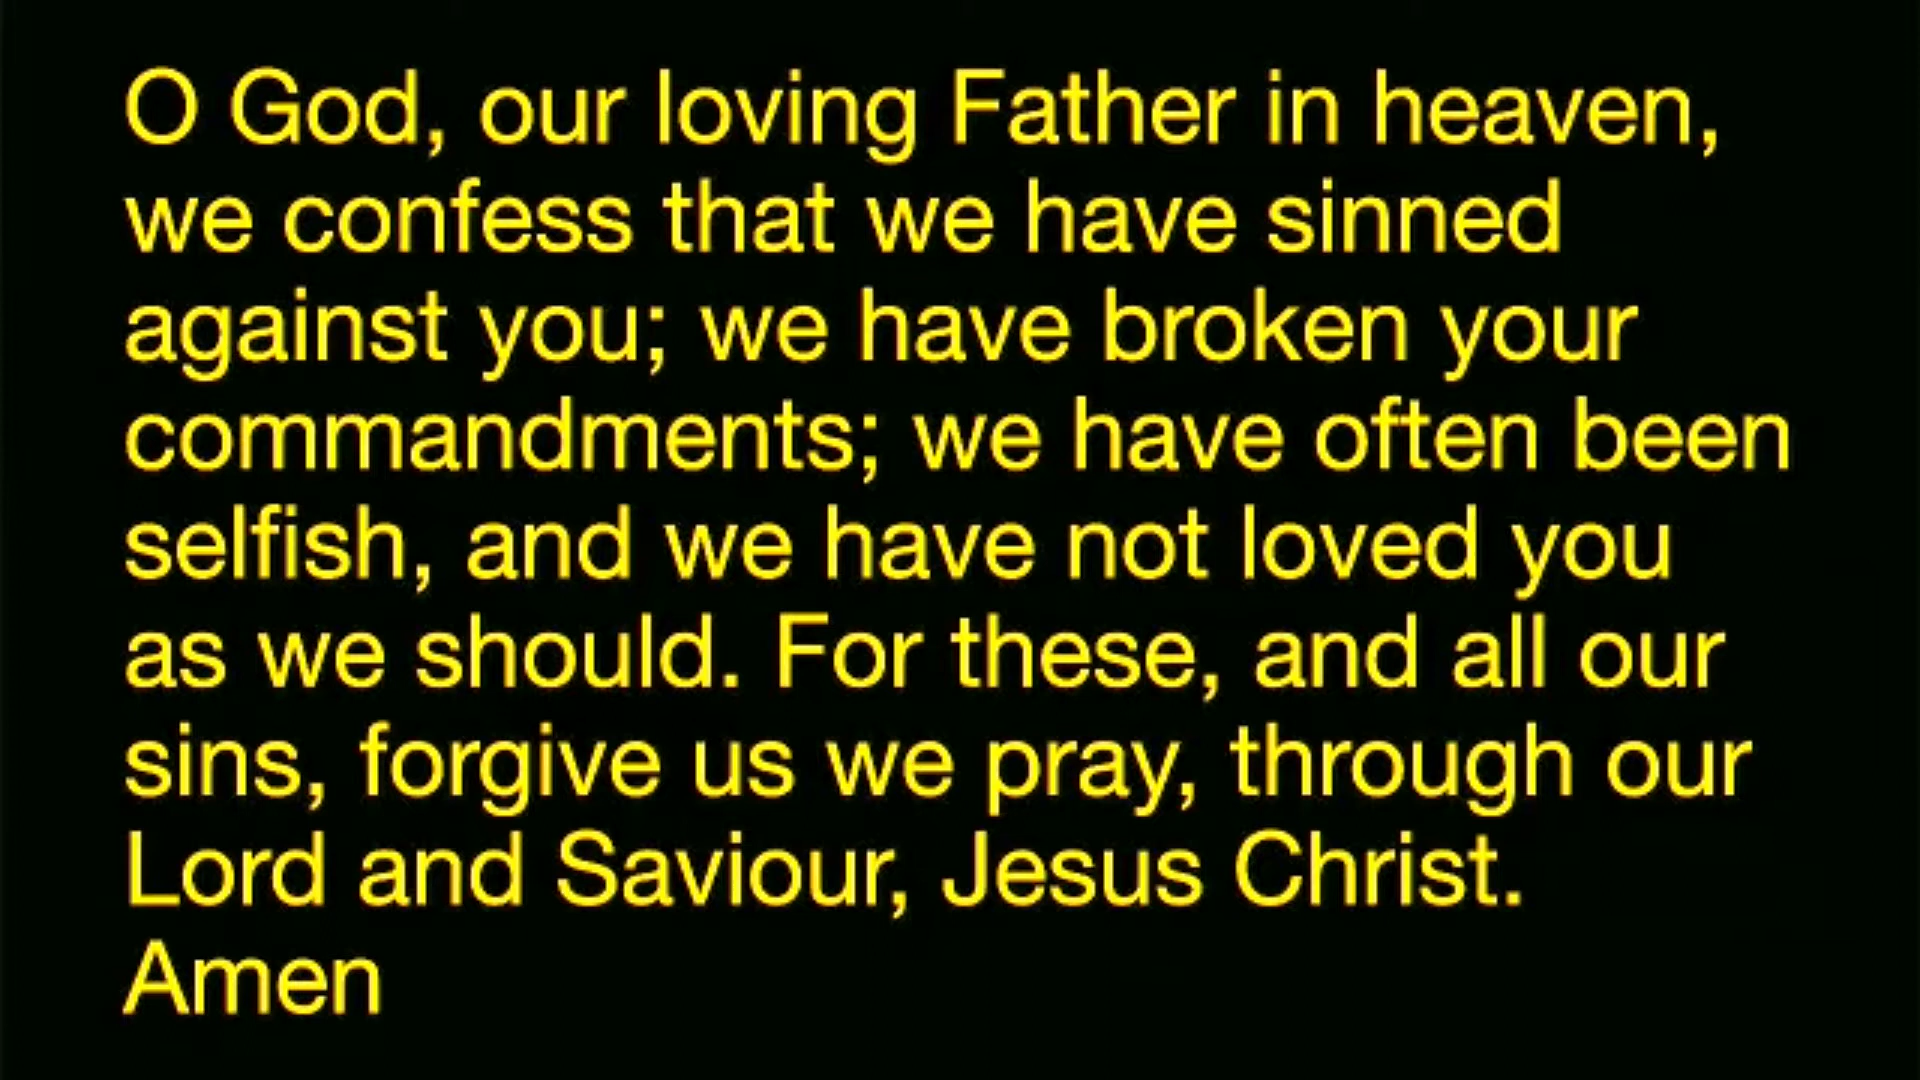 O God, our loving Father in heaven,
we confess that we have sinned
against you; we have broken your
commandments; we have often been
selfish, and we have not loved you
as we should. For these, and all our
sins, forgive us we pray, through our
Lord and Saviour, Jesus Christ.
Amen